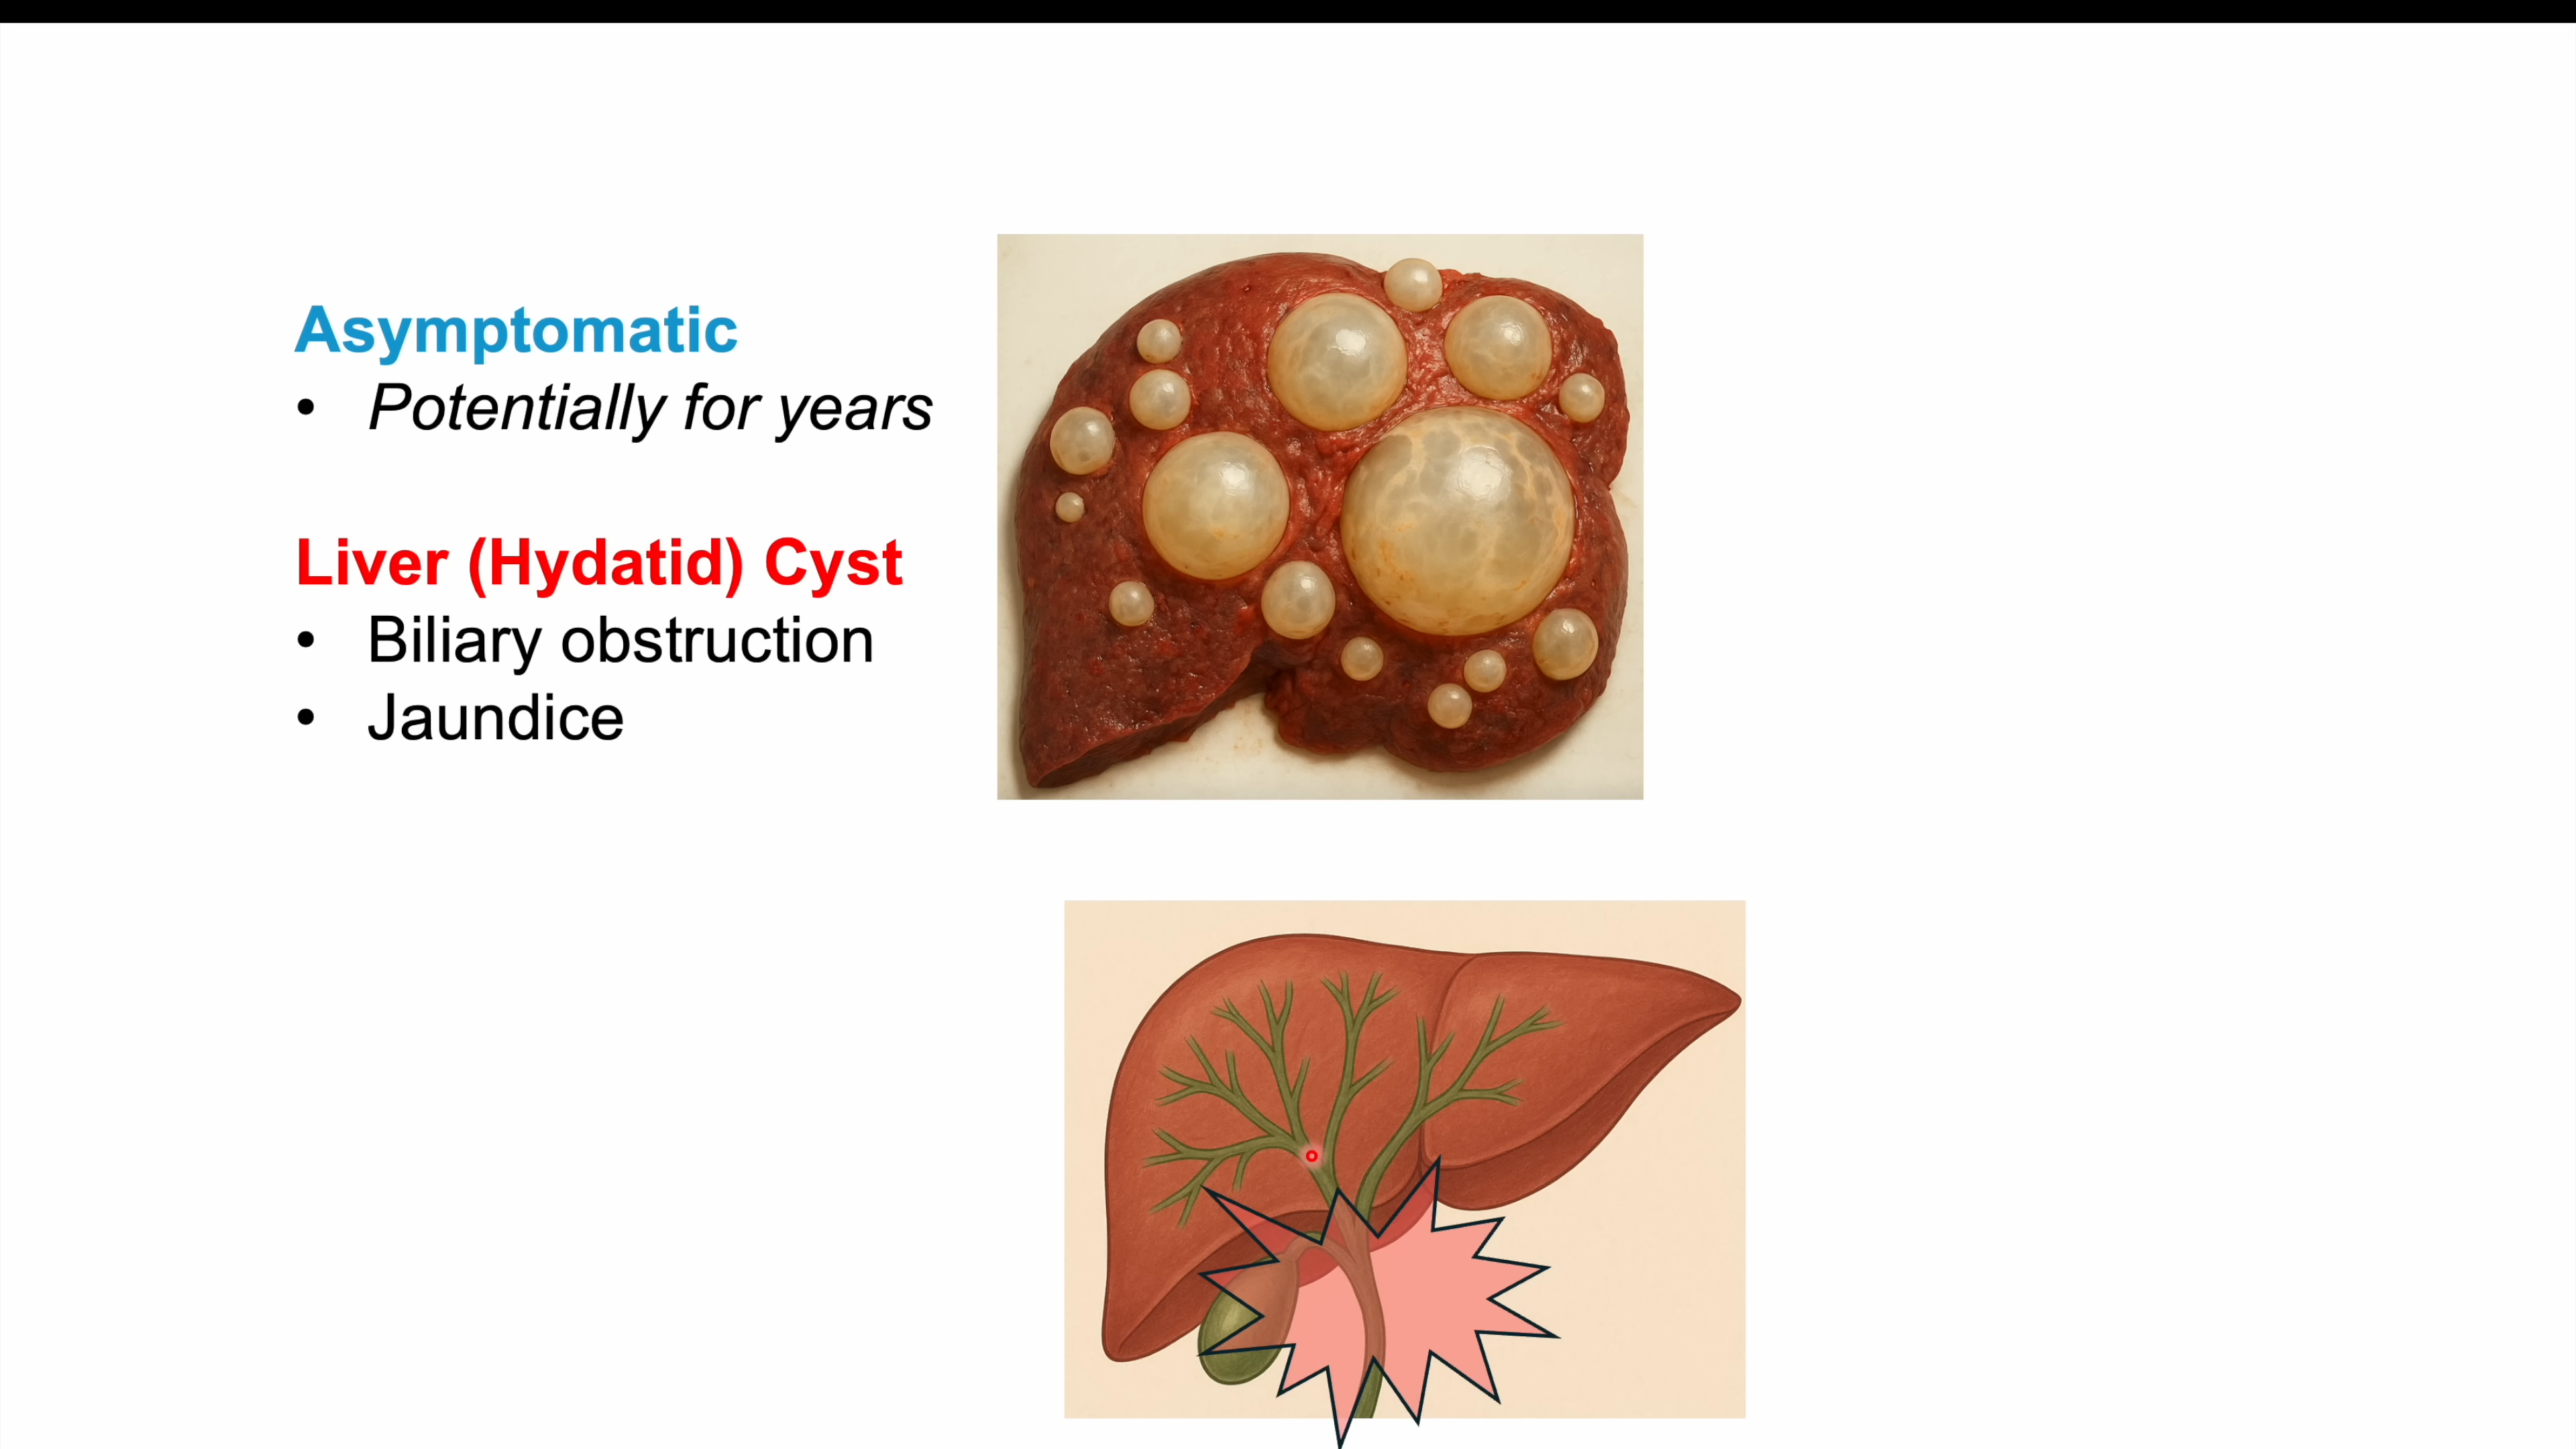 Asymptomatic
• Potentially for years
Liver (Hydatid) Cyst
• Biliary obstruction
• Jaundice